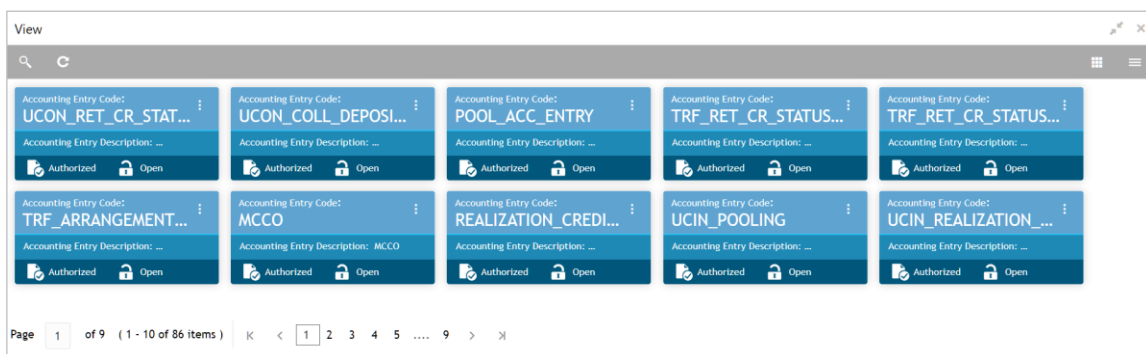 View
Accounting Entry Code: Accounting Entry Code: Accounting Entry Code: Accounting Entry Code: Accounting Entry Code:
UCON_RET_CR_STAT... UCON_COLL_DEPOSI... POOL_ACC_ENTRY TRF_RET_CR_STATUS... TRF_RET_CR_STATUS...
Accounting Entry Description: ... Accounting Entry Description: ... Accounting Entry Description: ... Accounting Entry Description: ... Accounting Entry Description: ...
Authorized Open Authorized Open Authorized Open Authorized Open Authorized Open
Accounting Entry Code: Accounting Entry Code: Accounting Entry Code: Accounting Entry Code: Accounting Entry Code:
TRF_ARRANGEMENT... MCCO REALIZATION_CREDI... UCIN_POOLING UCIN_REALIZATION_...
Accounting Entry Description: ... Accounting Entry Description: MCCO Accounting Entry Description: ... Accounting Entry Description: ... Accounting Entry Description: ...
Authorized Open Authorized Open Authorized Open Authorized Open Authorized Open
Page 1 of 9 ( 1 - 10 of 86 items ) 1 2 3 4 5 .... 9